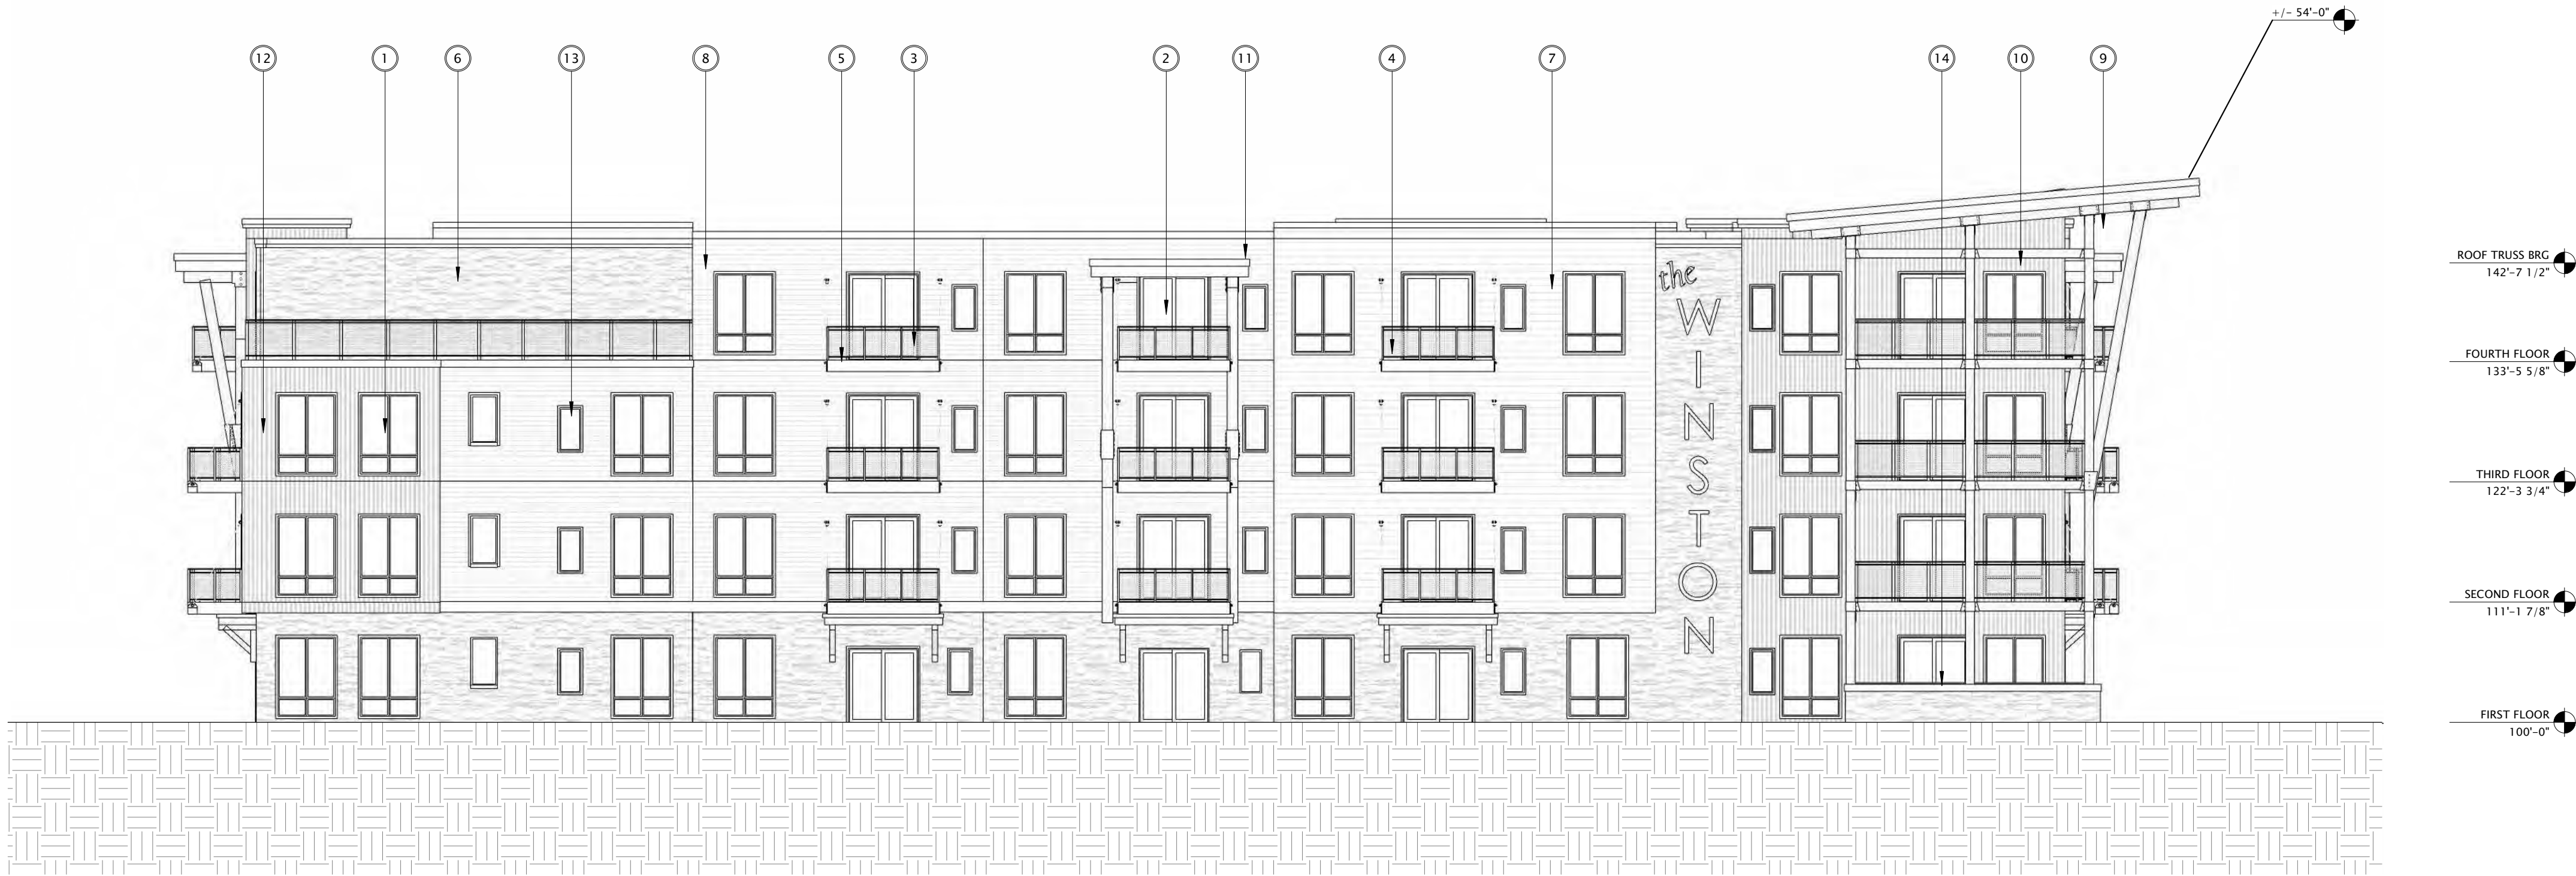 +/- 54'-0"
12
1
6
13
8
5
3
2
11
4
7
14
10
9
the
WINSTON
ROOF TRUSS BRG
142'-7 1/2"
FOURTH FLOOR
133'-5 5/8"
THIRD FLOOR
122'-3 3/4"
SECOND FLOOR
111'-1 7/8"
FIRST FLOOR
100'-0"